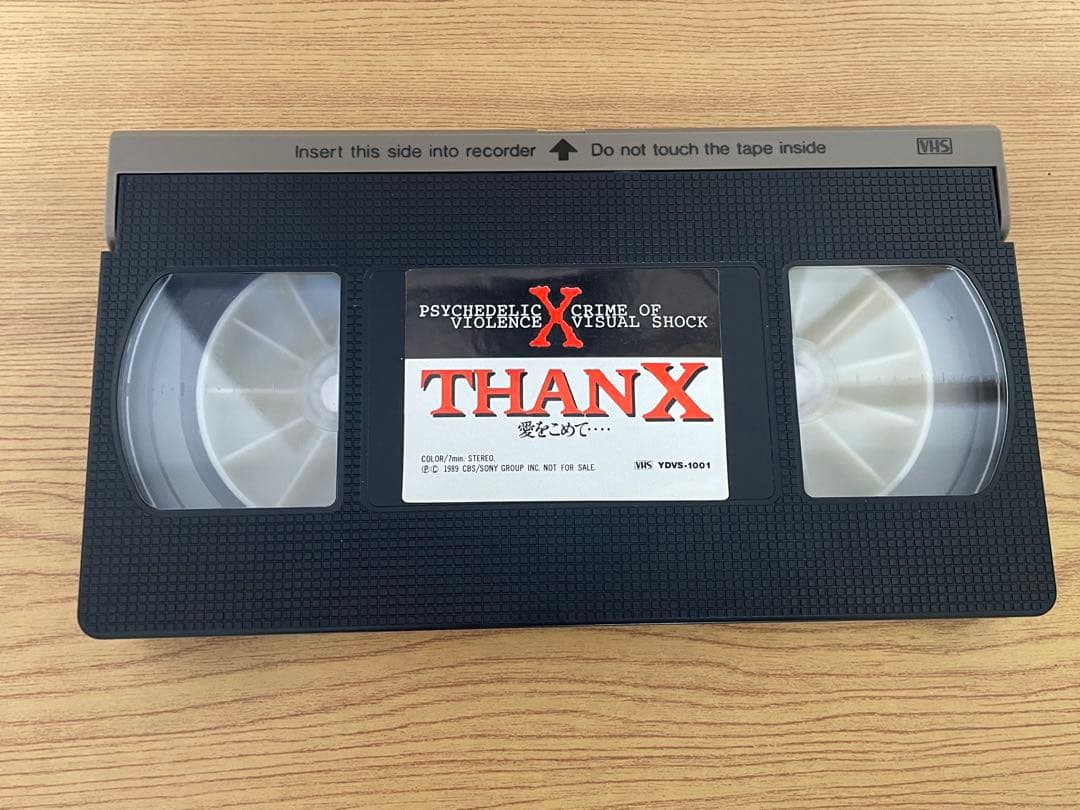 Insert this side into recorder ↑ Do not touch the tape inside VHS
PSYCHEDELIC X CRIME OF
VIOLENCE VISUAL SHOCK
THANX
愛をこめて‥‥
COLOR/7min. STEREO.
Ⓟ© 1989 CBS/SONY GROUP INC. NOT FOR SALE. VHS YDVS-1001